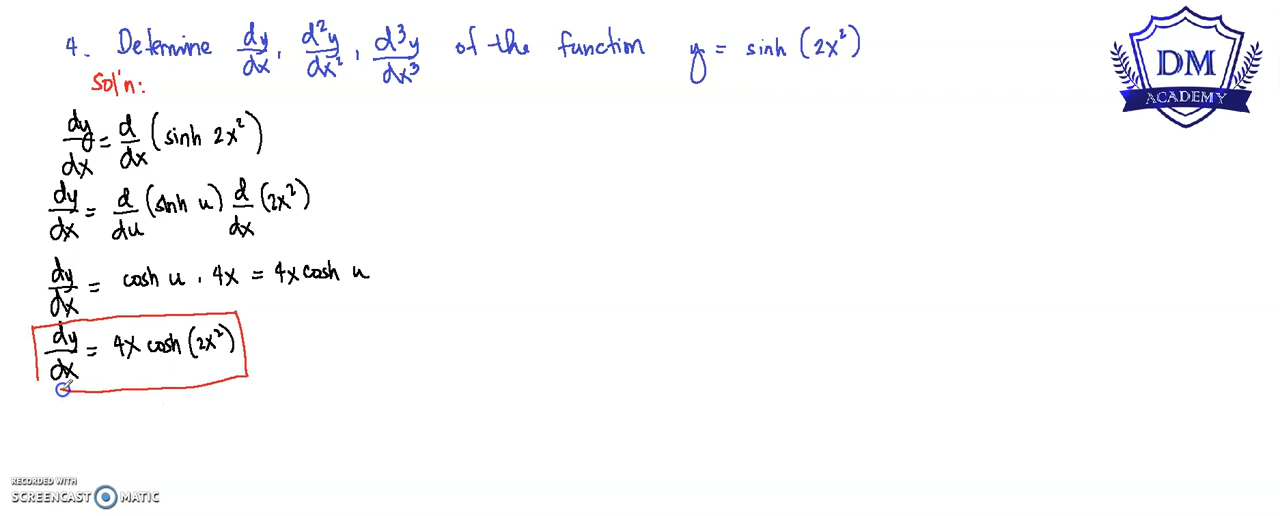 4. Determine dy/dx, d²y/dx², d³y/dx³ of the function y = sinh (2x²)
Sol'n:
dy/dx = d/dx (sinh 2x²)
dy/dx = d/du (sinh u) d/dx (2x²)
dy/dx = cosh u · 4x = 4x cosh u
dy/dx = 4x cosh (2x²)
DM
ACADEMY
RECORDED WITH
SCREENCAST MATIC